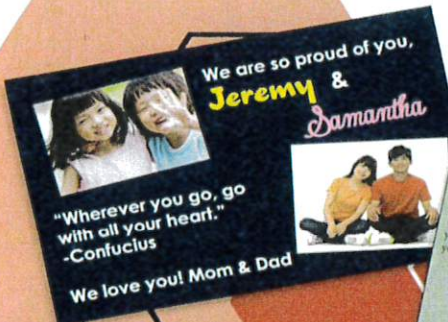 We are so proud of you,
Jeremy &
Samantha
"Wherever you go, go
with all your heart."
-Confucius
We love you! Mom & Dad